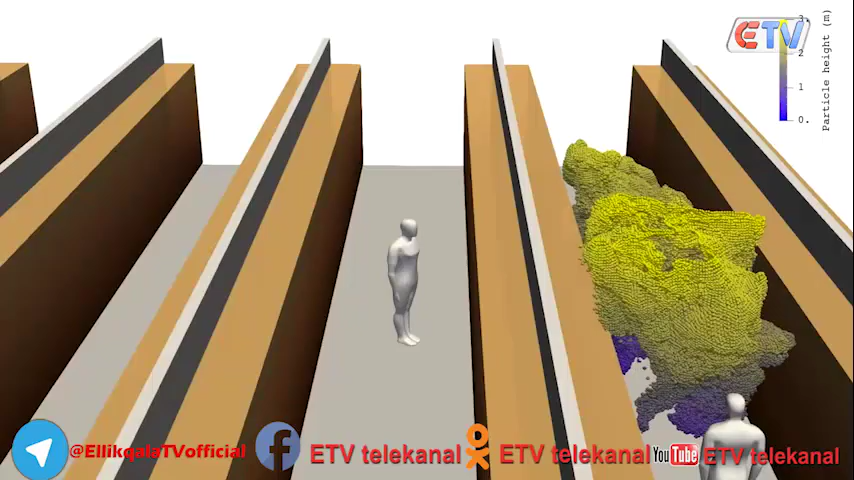 ETV
3.
2
1
0.
Particle height (m)
@EllikqalaTVofficial
ETV telekanal
ETV telekanal
YouTube
ETV telekanal